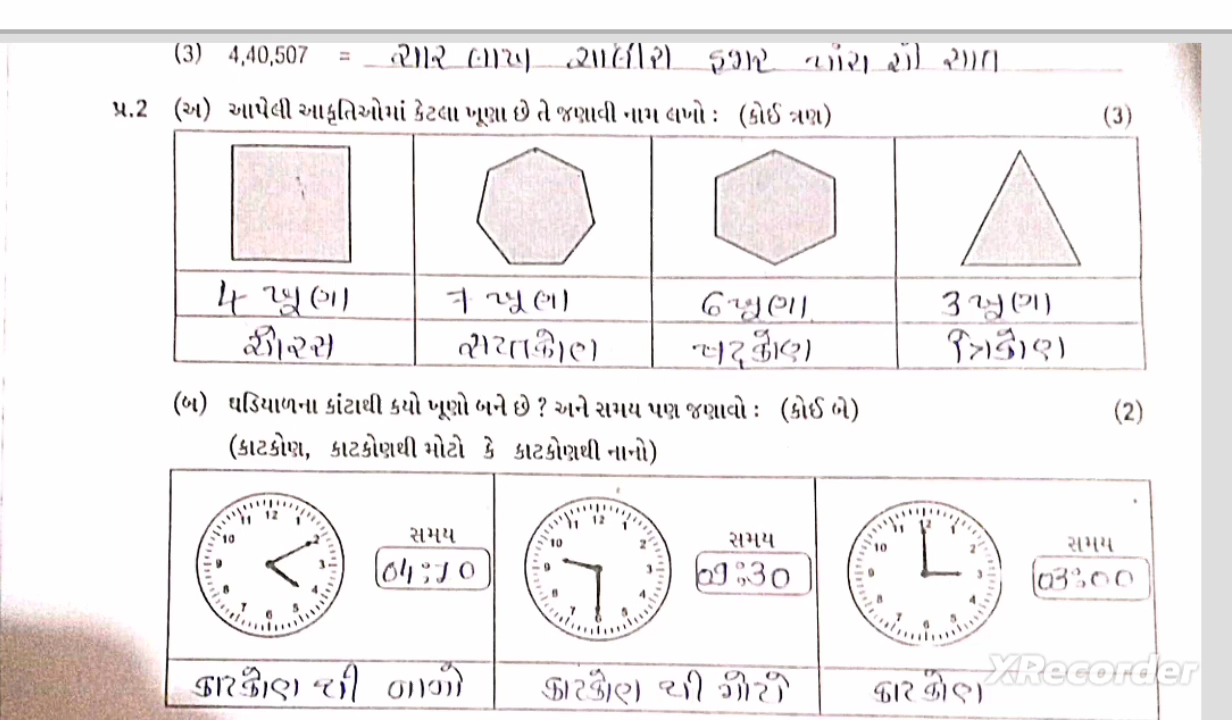 (3) 4,40,507 = ચાર લાખ ચાલીસ હજાર પાંચ સો સાત
પ્ર.2 (અ) આપેલી આકૃતિઓમાં કેટલા ખૂણા છે તે જણાવી નામ લખો : (કોઈ ત્રણ) (3)
4 ખૂણા 7 ખૂણા 6 ખૂણા 3 ખૂણા
ચોરસ સપ્તકોણ ષટ્કોણ ત્રિકોણ
(બ) ઘડિયાળના કાંટાથી કયો ખૂણો બને છે ? અને સમય પણ જણાવો : (કોઈ બે) (2)
(કાટકોણ, કાટકોણથી મોટો કે કાટકોણથી નાનો)
સમય સમય સમય
04:10 09:30 03:00
કાટકોણ થી નાનો કાટકોણ થી મોટો કાટકોણ
XRecorder